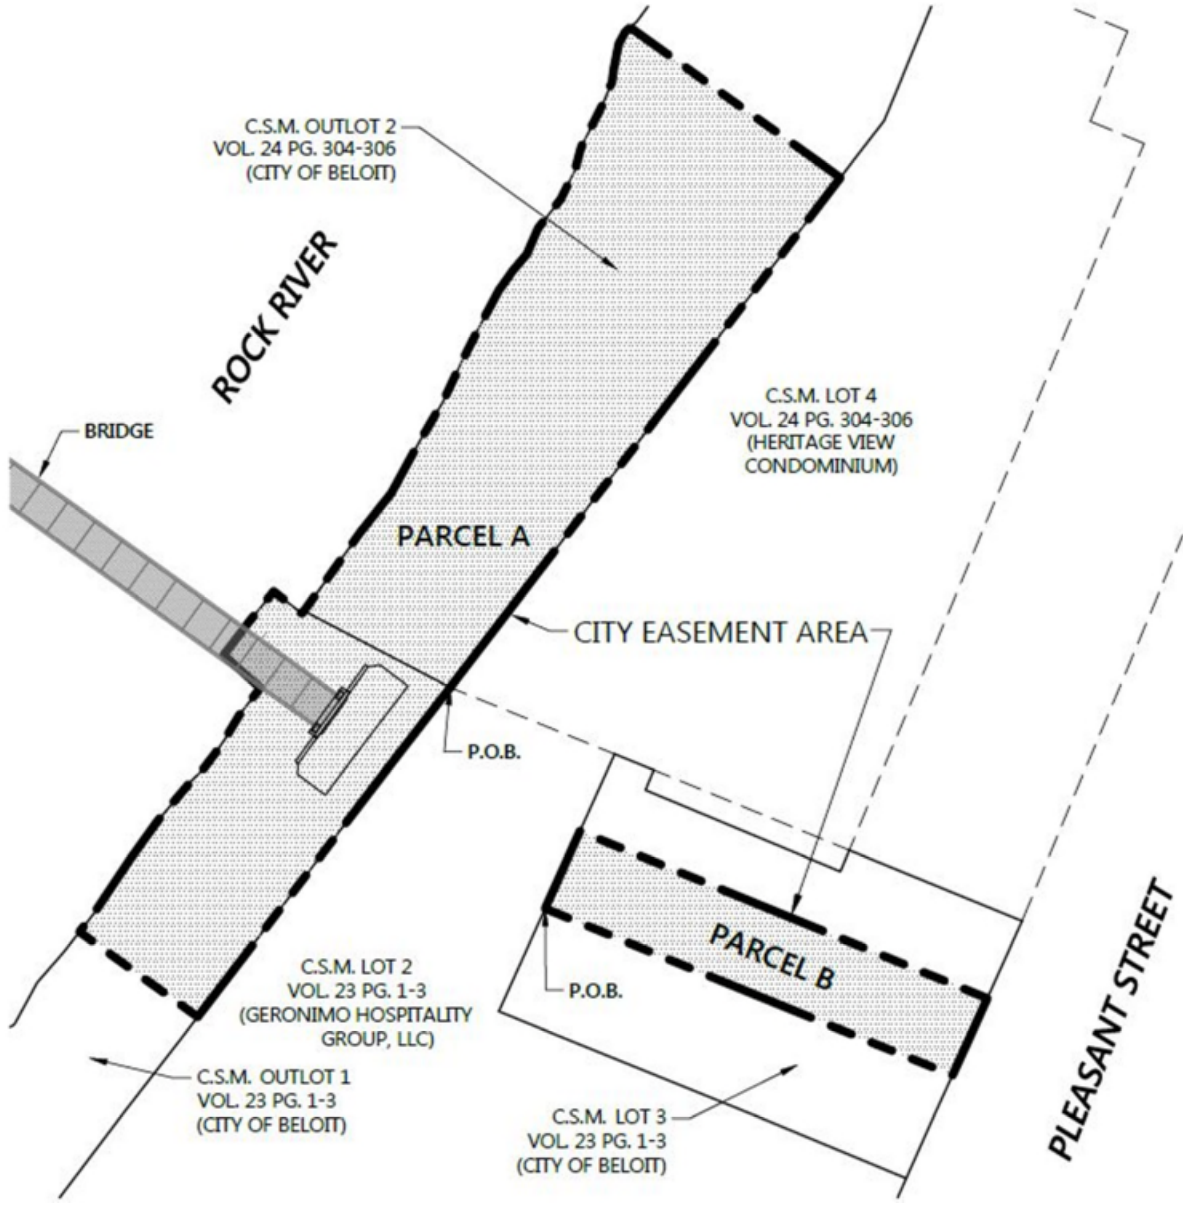 C.S.M. OUTLOT 2
VOL. 24 PG. 304-306
(CITY OF BELOIT)
ROCK RIVER
BRIDGE
C.S.M. LOT 4
VOL. 24 PG. 304-306
(HERITAGE VIEW
CONDOMINIUM)
PARCEL A
CITY EASEMENT AREA
P.O.B.
PARCEL B
P.O.B.
PLEASANT STREET
C.S.M. LOT 2
VOL. 23 PG. 1-3
(GERONIMO HOSPITALITY
GROUP, LLC)
C.S.M. OUTLOT 1
VOL. 23 PG. 1-3
(CITY OF BELOIT)
C.S.M. LOT 3
VOL. 23 PG. 1-3
(CITY OF BELOIT)